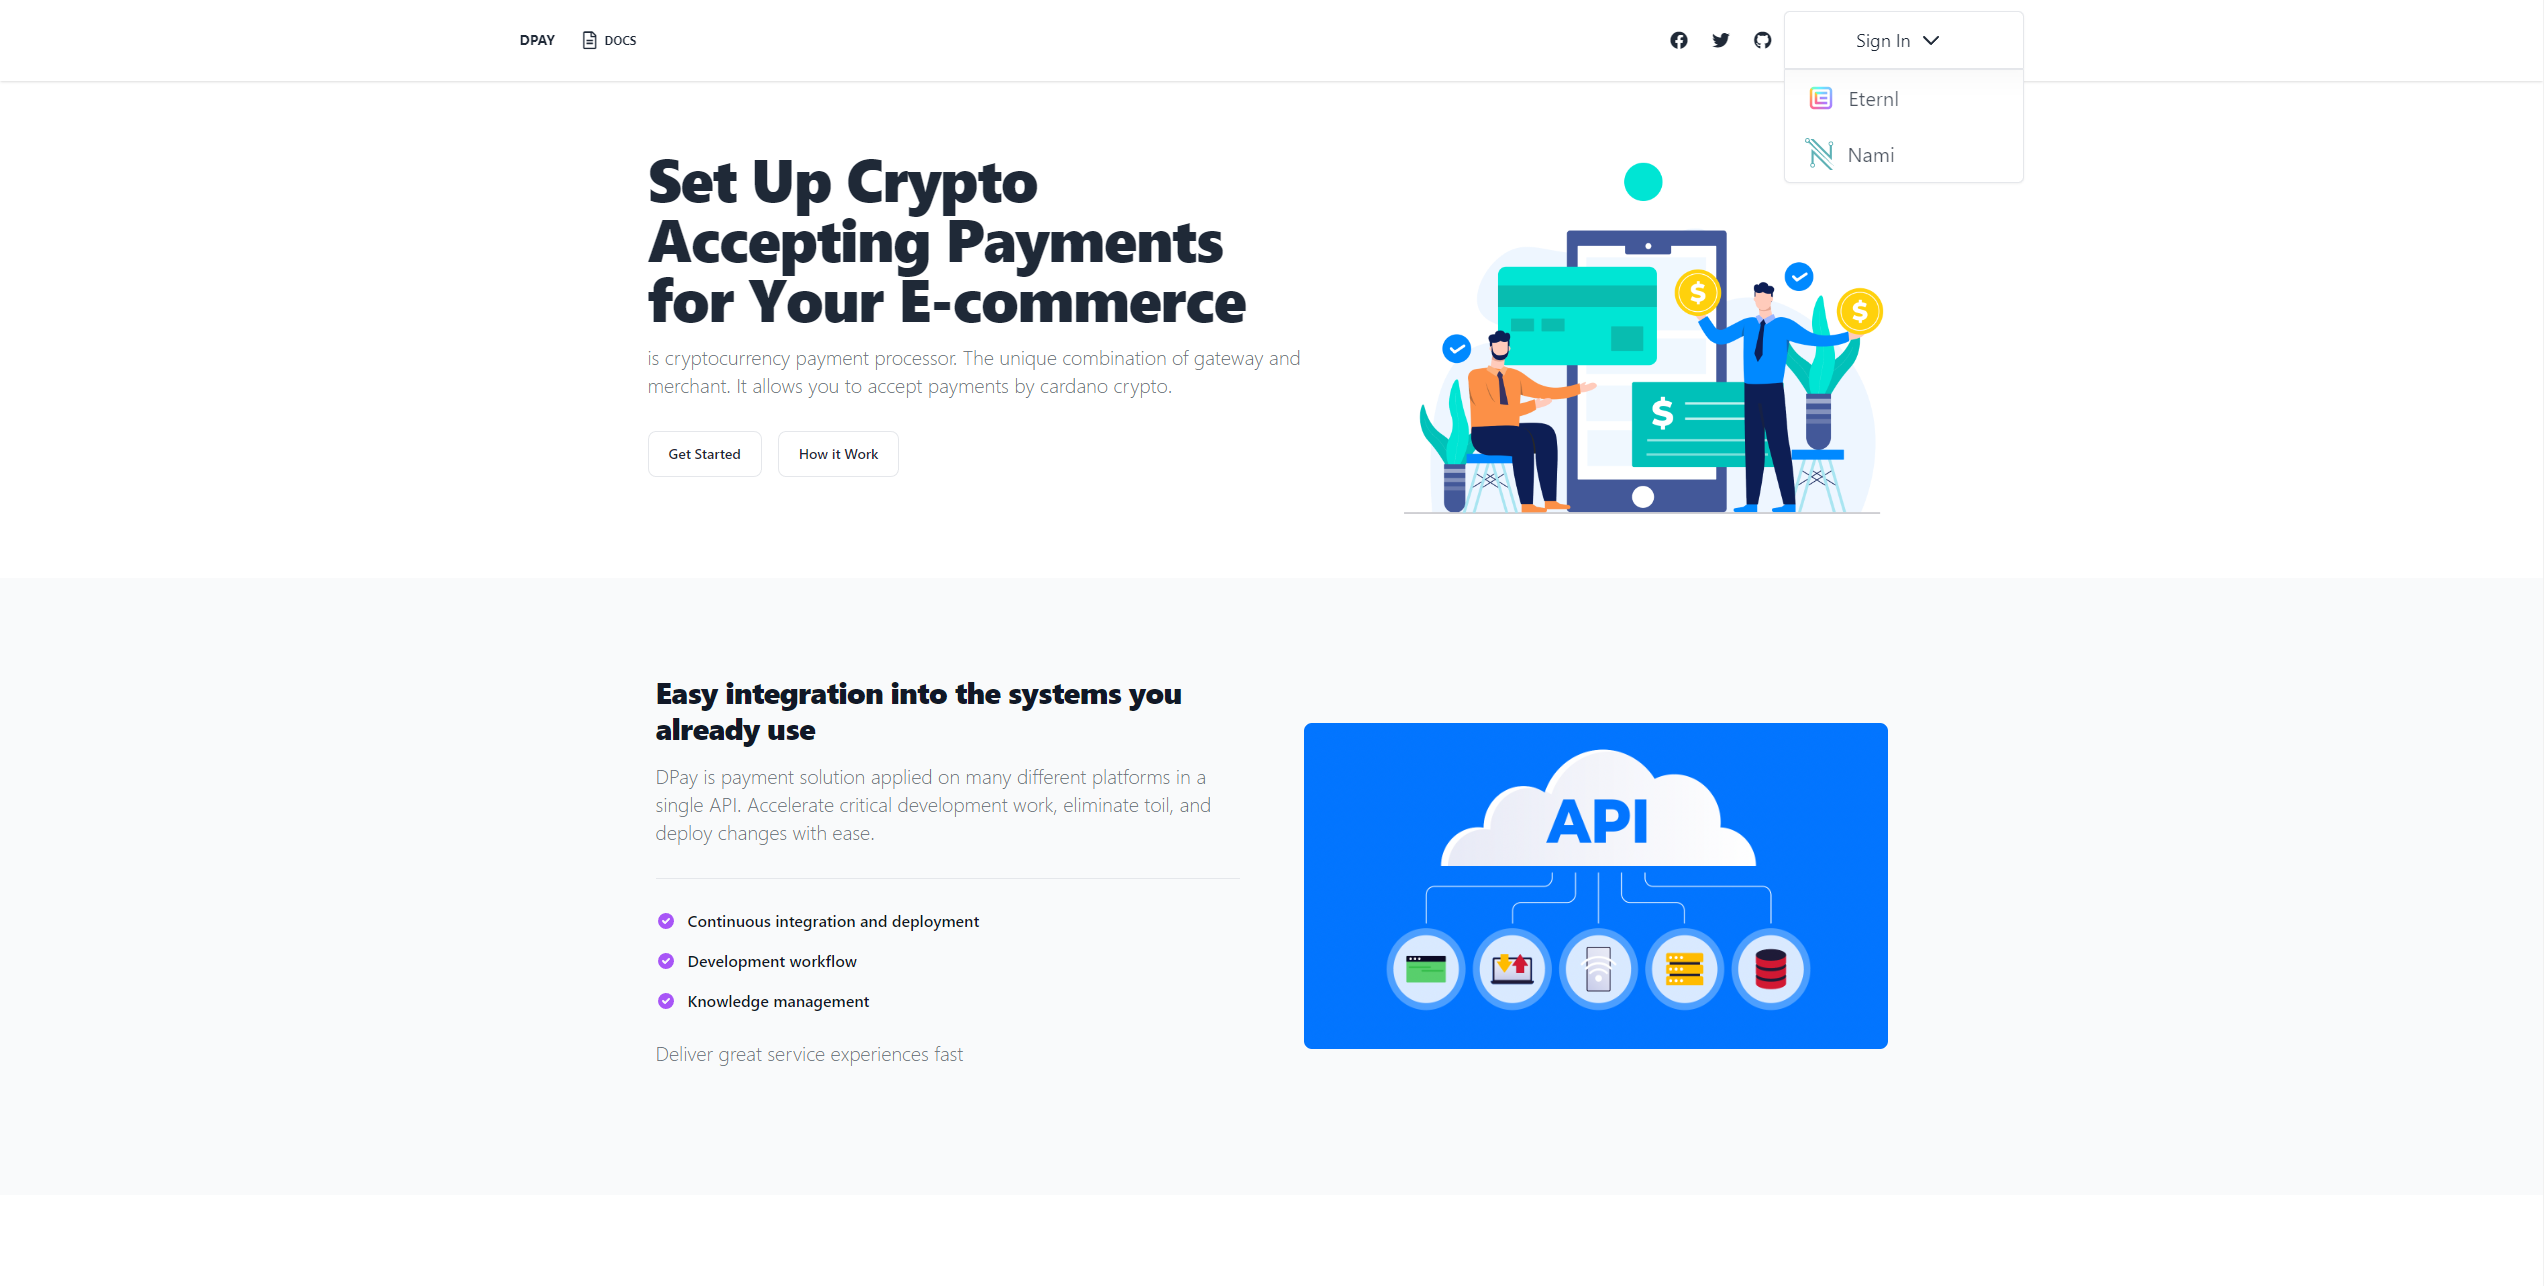 DPAY
DOCS
Sign In
Eternl
Nami
Set Up Crypto
Accepting Payments
for Your E-commerce
is cryptocurrency payment processor. The unique combination of gateway and
merchant. It allows you to accept payments by cardano crypto.
Get Started
How it Work
$
$
$
Easy integration into the systems you
already use
DPay is payment solution applied on many different platforms in a
single API. Accelerate critical development work, eliminate toil, and
deploy changes with ease.
Continuous integration and deployment
Development workflow
Knowledge management
Deliver great service experiences fast
API